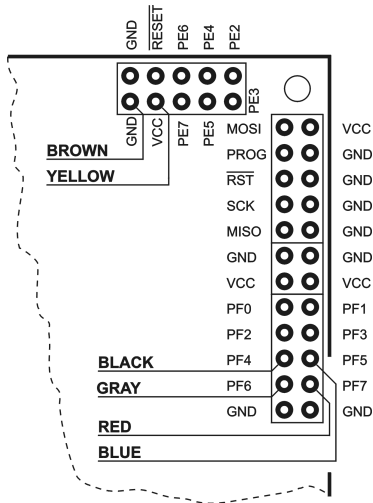 GND RESET PE6 PE4 PE2
GND VCC PE7 PE5 PE3
BROWN
YELLOW
MOSI VCC
PROG GND
RST GND
SCK GND
MISO GND
GND GND
VCC VCC
PF0 PF1
PF2 PF3
BLACK PF4 PF5
GRAY PF6 PF7
GND GND
RED
BLUE